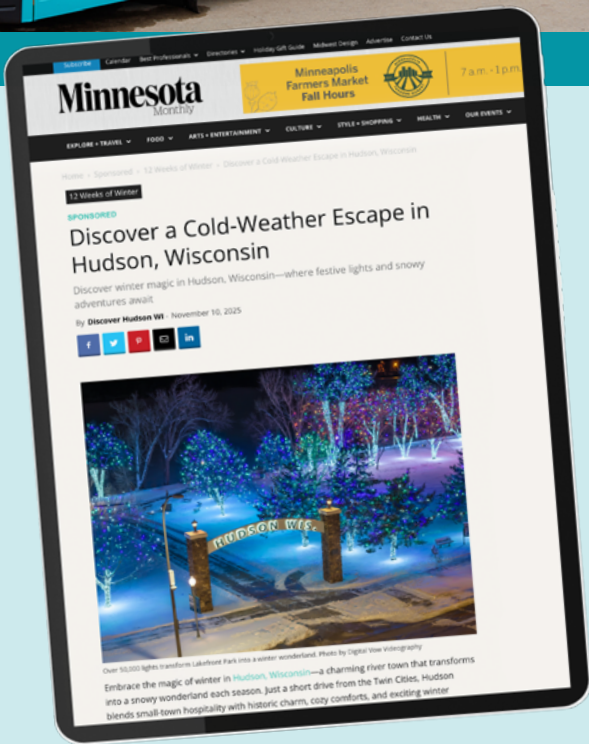 Subscribe Calendar Best Professionals Directories Holiday Gift Guide Midwest Design Advertise Contact Us
Minnesota
Monthly
Minneapolis
Farmers Market
Fall Hours
7 a.m. - 1 p.m.
EXPLORE + TRAVEL FOOD ARTS + ENTERTAINMENT CULTURE STYLE + SHOPPING HEALTH OUR EVENTS
Home › Sponsored › 12 Weeks of Winter › Discover a Cold-Weather Escape in Hudson, Wisconsin
12 Weeks of Winter
SPONSORED
Discover a Cold-Weather Escape in
Hudson, Wisconsin
Discover winter magic in Hudson, Wisconsin—where festive lights and snowy
adventures await
By Discover Hudson WI - November 10, 2025
HUDSON WIS.
Over 50,000 lights transform Lakefront Park into a winter wonderland. Photo by Digital Vise Videography
Embrace the magic of winter in Hudson, Wisconsin—a charming river town that transforms
into a snowy wonderland each season. Just a short drive from the Twin Cities, Hudson
blends small-town hospitality with historic charm, cozy comforts, and exciting winter